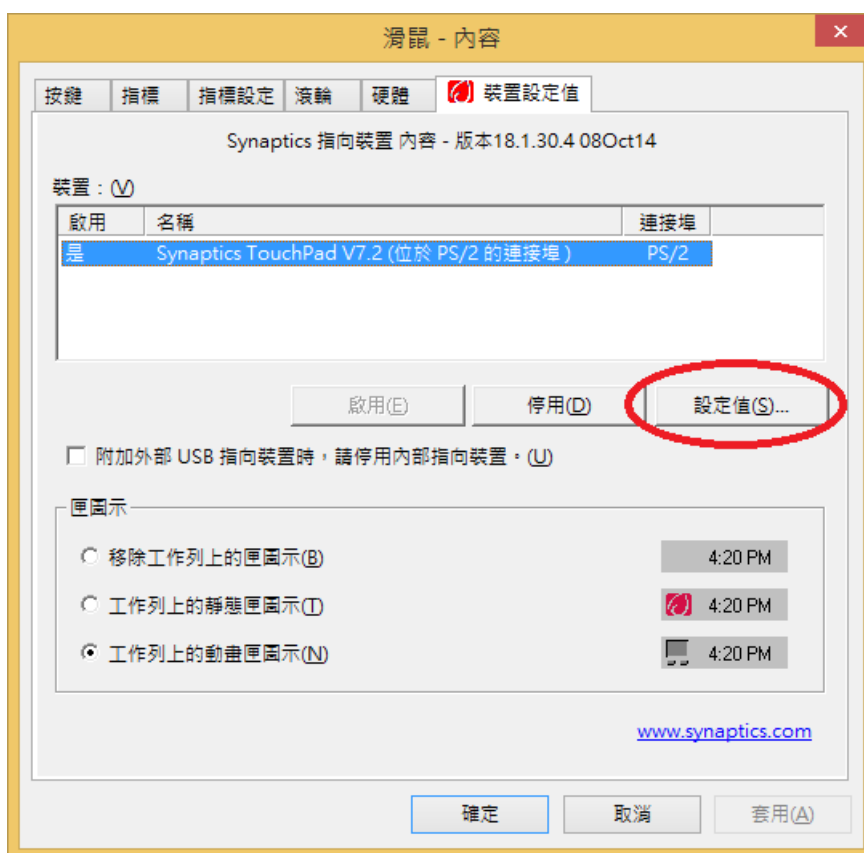 滑鼠 - 內容
按鍵 指標 指標設定 滾輪 硬體 裝置設定值
Synaptics 指向裝置 內容 - 版本18.1.30.4 08Oct14
裝置：(V)
啟用 名稱 連接埠
是 Synaptics TouchPad V7.2 (位於 PS/2 的連接埠 ) PS/2
啟用(E) 停用(D) 設定值(S)...
附加外部 USB 指向裝置時，請停用內部指向裝置。(U)
匣圖示
移除工作列上的匣圖示(B) 4:20 PM
工作列上的靜態匣圖示(T) 4:20 PM
工作列上的動畫匣圖示(N) 4:20 PM
www.synaptics.com
確定 取消 套用(A)